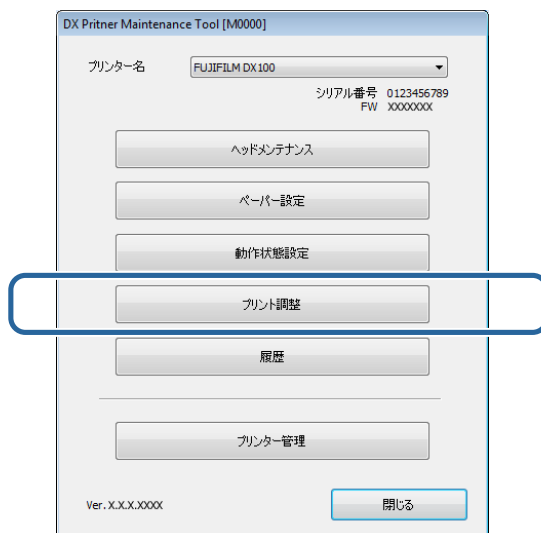 DX Pritner Maintenance Tool [M0000]
プリンター名 FUJIFILM DX100
シリアル番号 0123456789
FW XXXXXXX
ヘッドメンテナンス
ペーパー設定
動作状態設定
プリント調整
履歴
プリンター管理
Ver. X.X.X.XXXX 閉じる